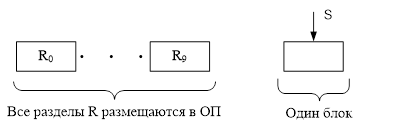 S
R₀ . . . R₉
Все разделы R размещаются в ОП
Один блок